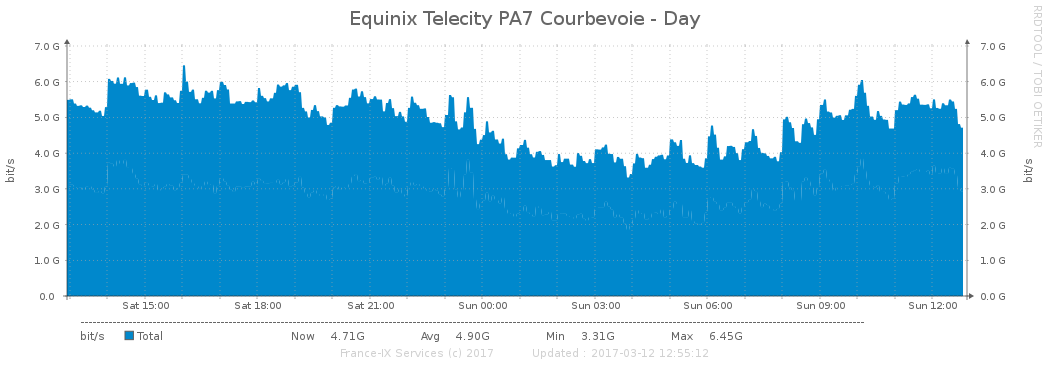 Equinix Telecity PA7 Courbevoie - Day
RRDTOOL / TOBI OETIKER
7.0 G 7.0 G
6.0 G 6.0 G
5.0 G 5.0 G
4.0 G 4.0 G
3.0 G 3.0 G
2.0 G 2.0 G
1.0 G 1.0 G
0.0 0.0 G
bit/s bit/s
Sat 15:00 Sat 18:00 Sat 21:00 Sun 00:00 Sun 03:00 Sun 06:00 Sun 09:00 Sun 12:00
bit/s Total Now 4.71G Avg 4.90G Min 3.31G Max 6.45G
France-IX Services (c) 2017 Updated : 2017-03-12 12:55:12